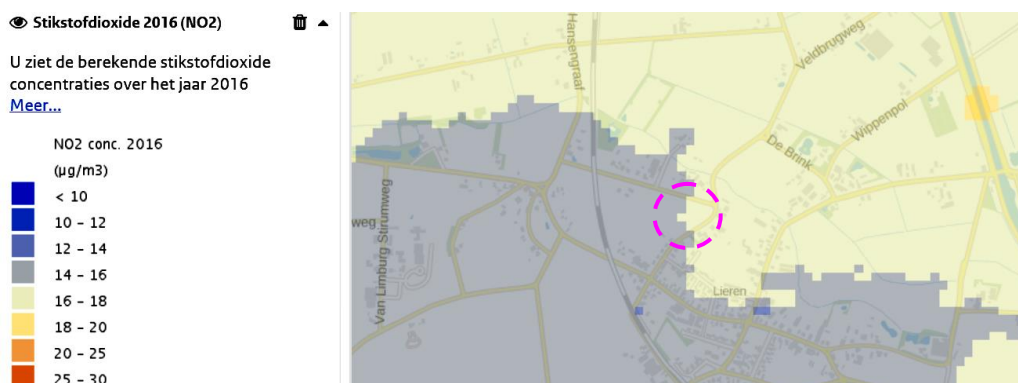 Stikstofdioxide 2016 (NO2)
U ziet de berekende stikstofdioxide
concentraties over het jaar 2016
Meer...
NO2 conc. 2016
(µg/m3)
< 10
10 - 12
12 - 14
14 - 16
16 - 18
18 - 20
20 - 25
25 - 30
Hansengraaf
Veldbrugweg
Wippenpol
De Brink
weg
Van Limburg Stirumweg
Lieren